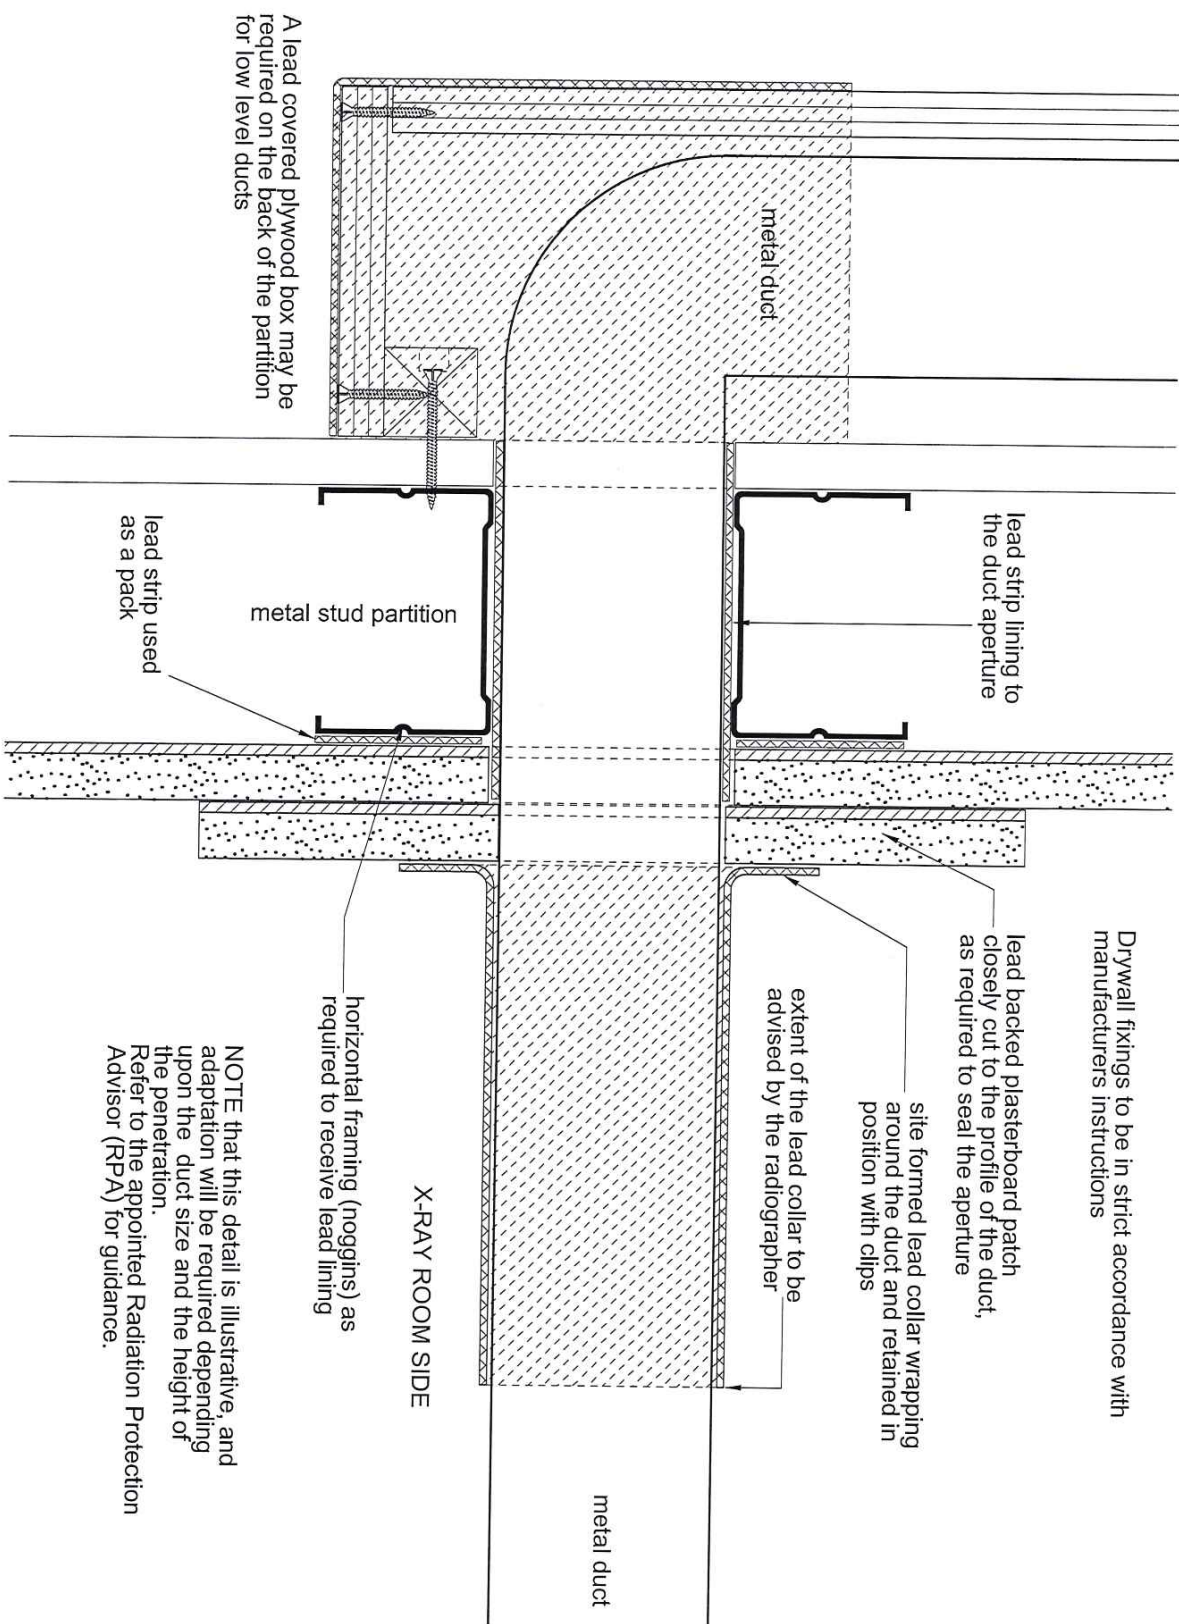 Drywall fixings to be in strict accordance with
manufacturers instructions
lead strip lining to
the duct aperture
lead backed plasterboard patch
closely cut to the profile of the duct,
as required to seal the aperture
site formed lead collar wrapping
around the duct and retained in
position with clips
extent of the lead collar to be
advised by the radiographer
metal duct
metal duct
metal stud partition
X-RAY ROOM SIDE
horizontal framing (noggins) as
required to receive lead lining
A lead covered plywood box may be
required on the back of the partition
for low level ducts
lead strip used
as a pack
NOTE that this detail is illustrative, and
adaptation will be required depending
upon the duct size and the height of
the penetration.
Refer to the appointed Radiation Protection
Advisor (RPA) for guidance.